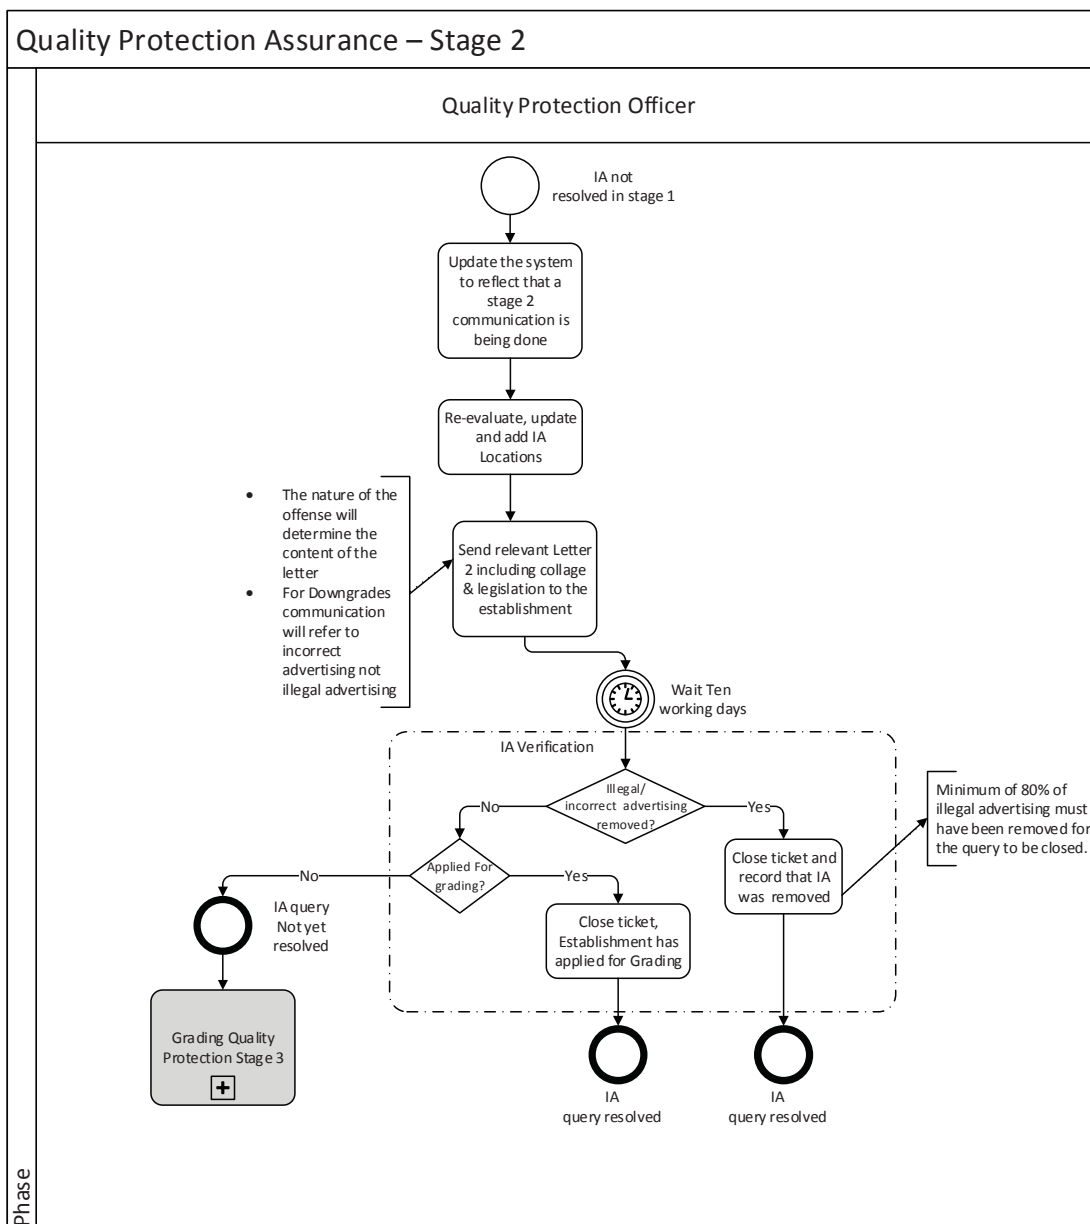 Quality Protection Assurance – Stage 2
Quality Protection Officer
IA not
resolved in stage 1
Update the system
to reflect that a
stage 2
communication is
being done
Re-evaluate, update
and add IA
Locations
• The nature of the
offense will
determine the
content of the
letter
• For Downgrades
communication
will refer to
incorrect
advertising not
illegal advertising
Send relevant Letter
2 including collage
& legislation to the
establishment
Wait Ten
working days
IA Verification
Illegal/
incorrect advertising
removed?
No
Yes
Minimum of 80% of
illegal advertising must
have been removed for
the query to be closed.
Applied For
grading?
No
Yes
Close ticket and
record that IA
was removed
IA query
Not yet
resolved
Close ticket,
Establishment has
applied for Grading
Grading Quality
Protection Stage 3
IA
query resolved
IA
query resolved
Phase